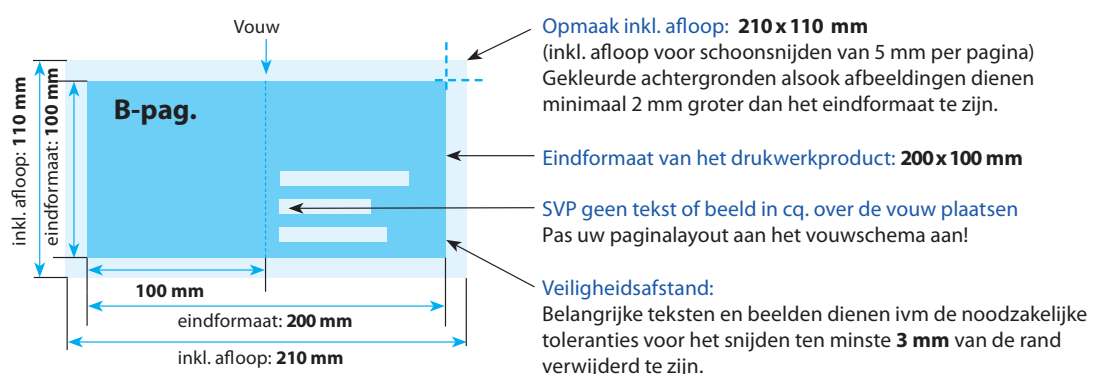 Vouw
B-pag.
inkl. afloop: 110 mm
eindformaat: 100 mm
100 mm
eindformaat: 200 mm
inkl. afloop: 210 mm
Opmaak inkl. afloop: 210 x 110 mm
(inkl. afloop voor schoonsnijden van 5 mm per pagina)
Gekleurde achtergronden alsook afbeeldingen dienen
minimaal 2 mm groter dan het eindformaat te zijn.
Eindformaat van het drukwerkproduct: 200 x 100 mm
SVP geen tekst of beeld in cq. over de vouw plaatsen
Pas uw paginalayout aan het vouwschema aan!
Veiligheidsafstand:
Belangrijke teksten en beelden dienen ivm de noodzakelijke
toleranties voor het snijden ten minste 3 mm van de rand
verwijderd te zijn.